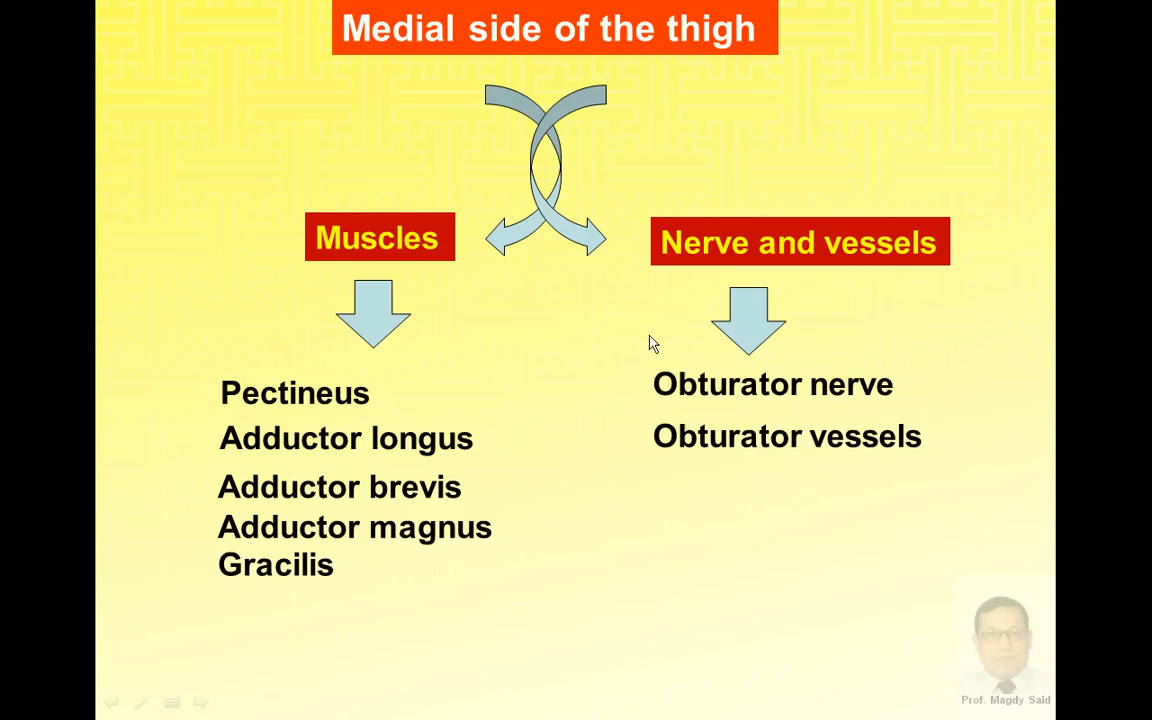 Medial side of the thigh
Muscles
Nerve and vessels
Pectineus
Adductor longus
Adductor brevis
Adductor magnus
Gracilis
Obturator nerve
Obturator vessels
Prof. Magdy Said